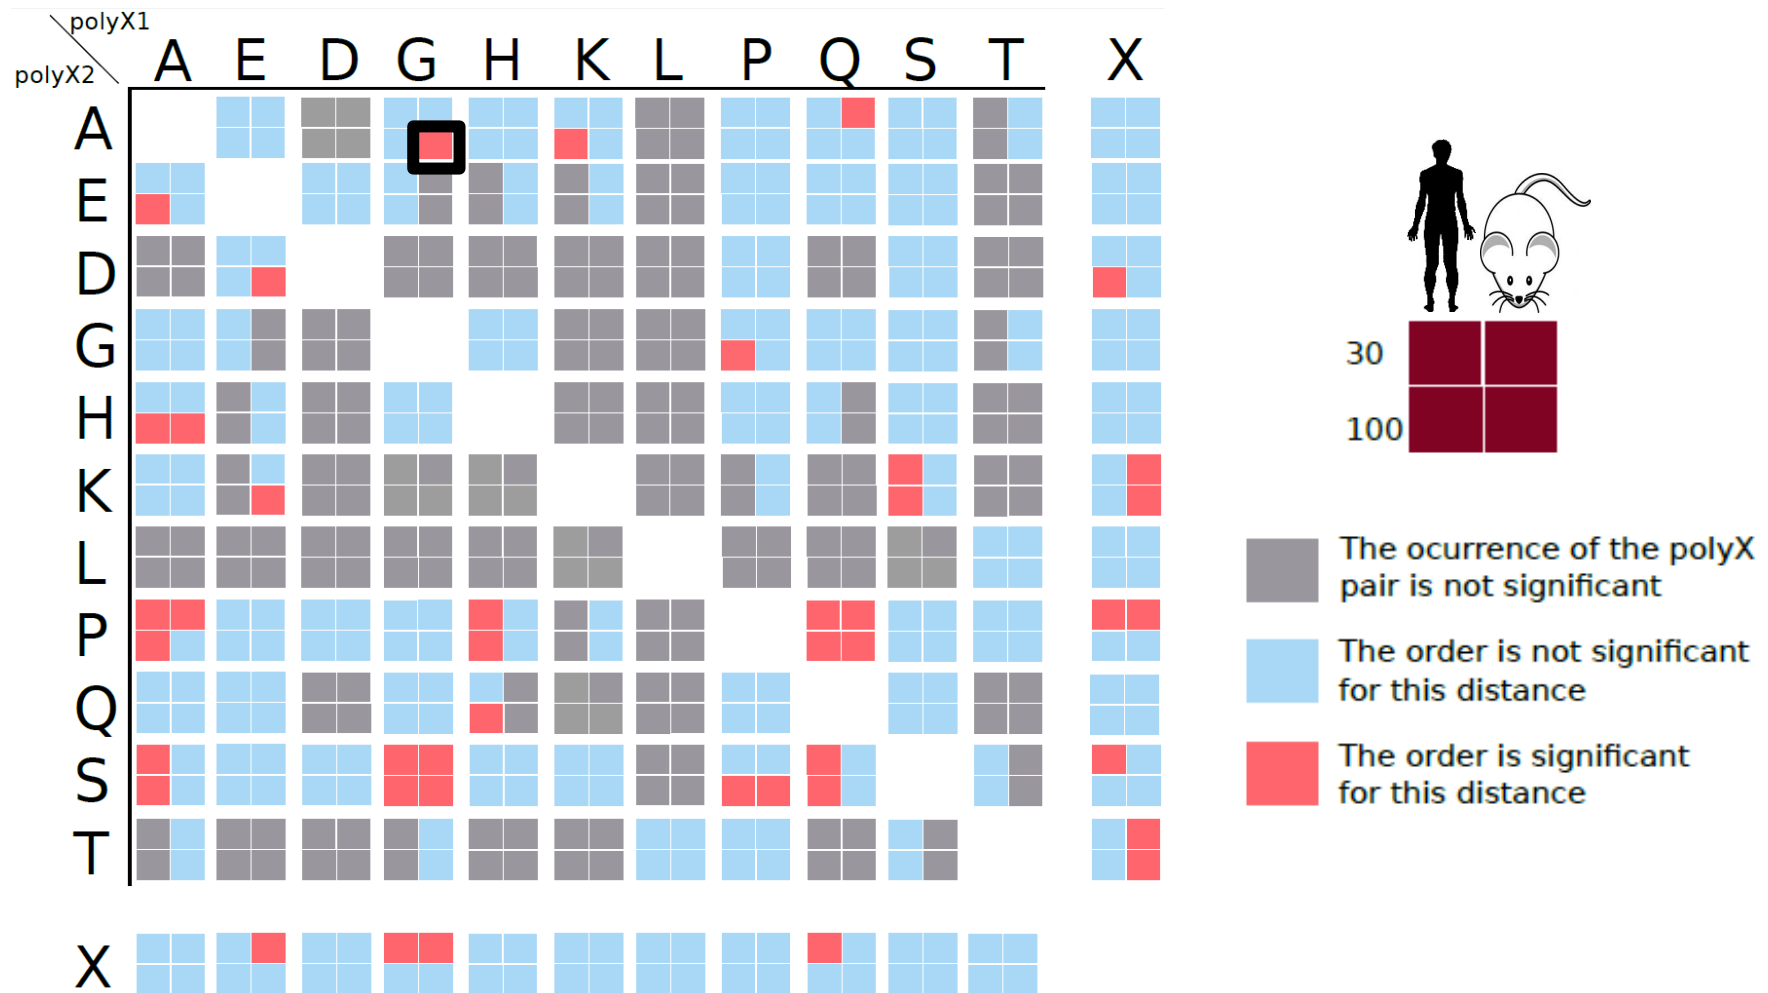 polyX1
polyX2
A E D G H K L P Q S T X
A
E
D
G
H
K
L
P
Q
S
T
X
30
100
The ocurrence of the polyX
pair is not significant
The order is not significant
for this distance
The order is significant
for this distance